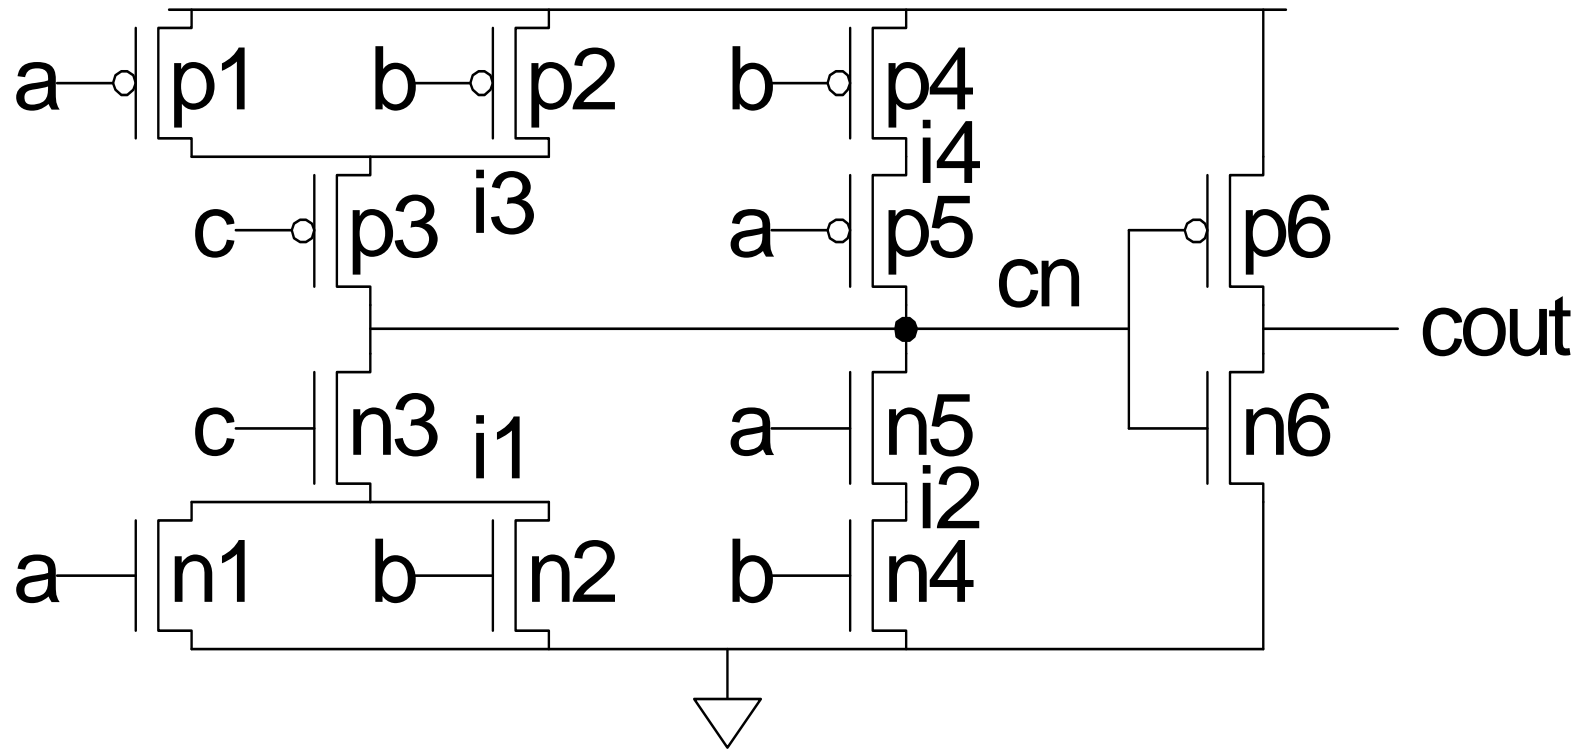 a p1 b p2 b p4
i4
c p3 i3 a p5 p6
cn
cout
c n3 i1 a n5 n6
i2
a n1 b n2 b n4